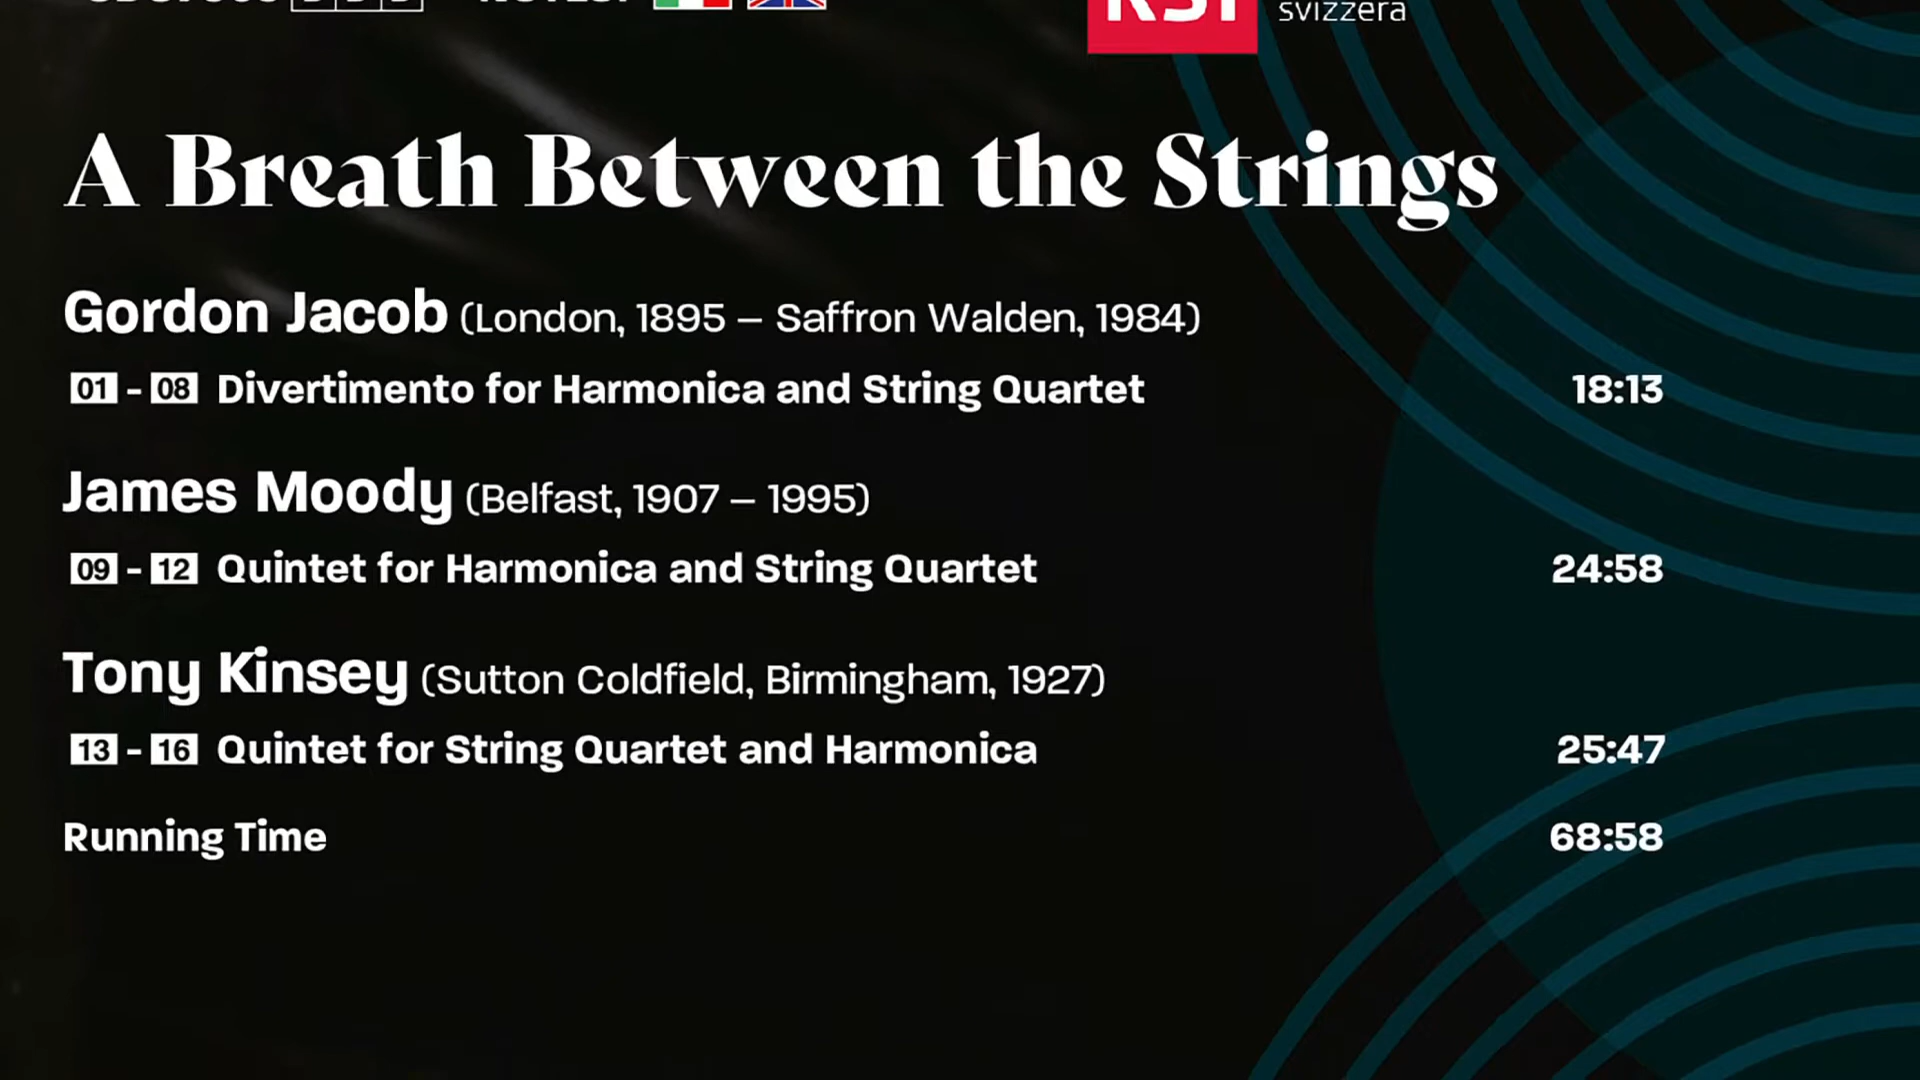 RSI svizzera
A Breath Between the Strings
Gordon Jacob (London, 1895 – Saffron Walden, 1984)
01 - 08 Divertimento for Harmonica and String Quartet 18:13
James Moody (Belfast, 1907 – 1995)
09 - 12 Quintet for Harmonica and String Quartet 24:58
Tony Kinsey (Sutton Coldfield, Birmingham, 1927)
13 - 16 Quintet for String Quartet and Harmonica 25:47
Running Time 68:58